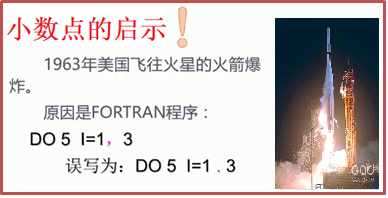 小数点的启示！
1963年美国飞往火星的火箭爆
炸。
原因是FORTRAN程序：
DO 5 I=1，3
误写为：DO 5 I=1 . 3